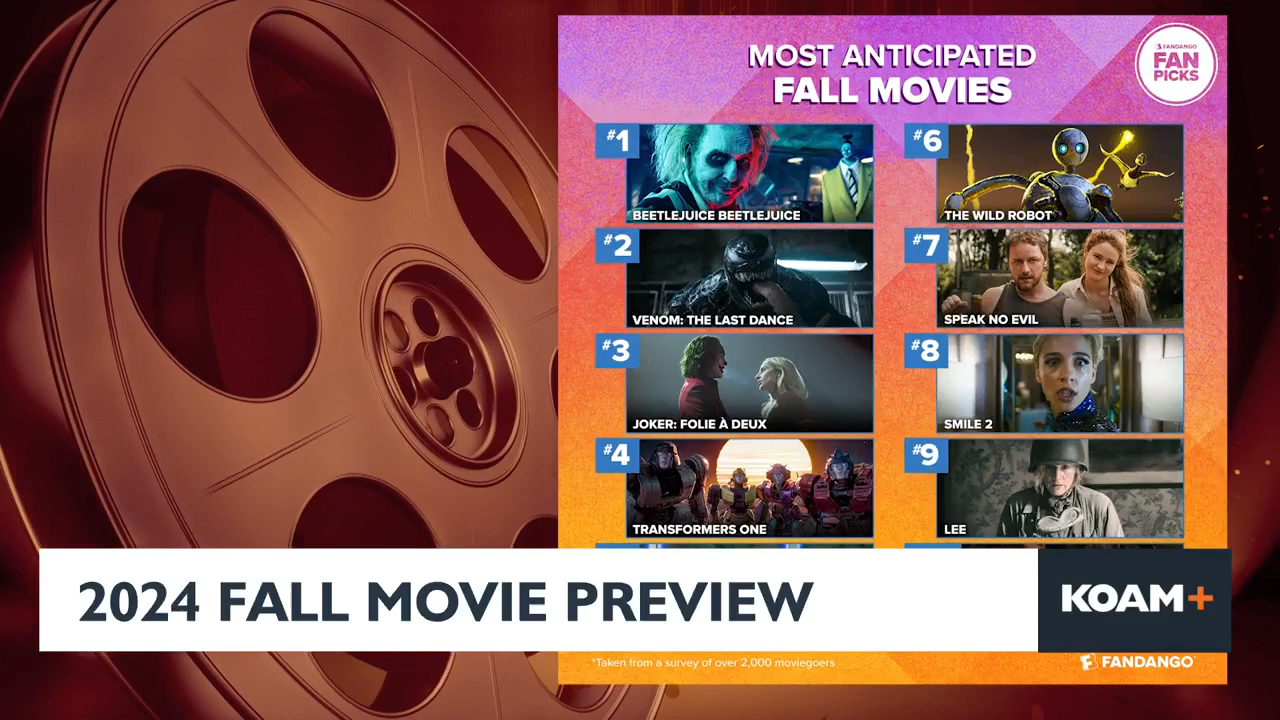 MOST ANTICIPATED
FALL MOVIES
FANDANGO
FAN
PICKS
#1
BEETLEJUICE BEETLEJUICE
#2
VENOM: THE LAST DANCE
#3
JOKER: FOLIE À DEUX
#4
TRANSFORMERS ONE
#6
THE WILD ROBOT
#7
SPEAK NO EVIL
#8
SMILE 2
#9
LEE
2024 FALL MOVIE PREVIEW
KOAM+
*Taken from a survey of over 2,000 moviegoers
FANDANGO